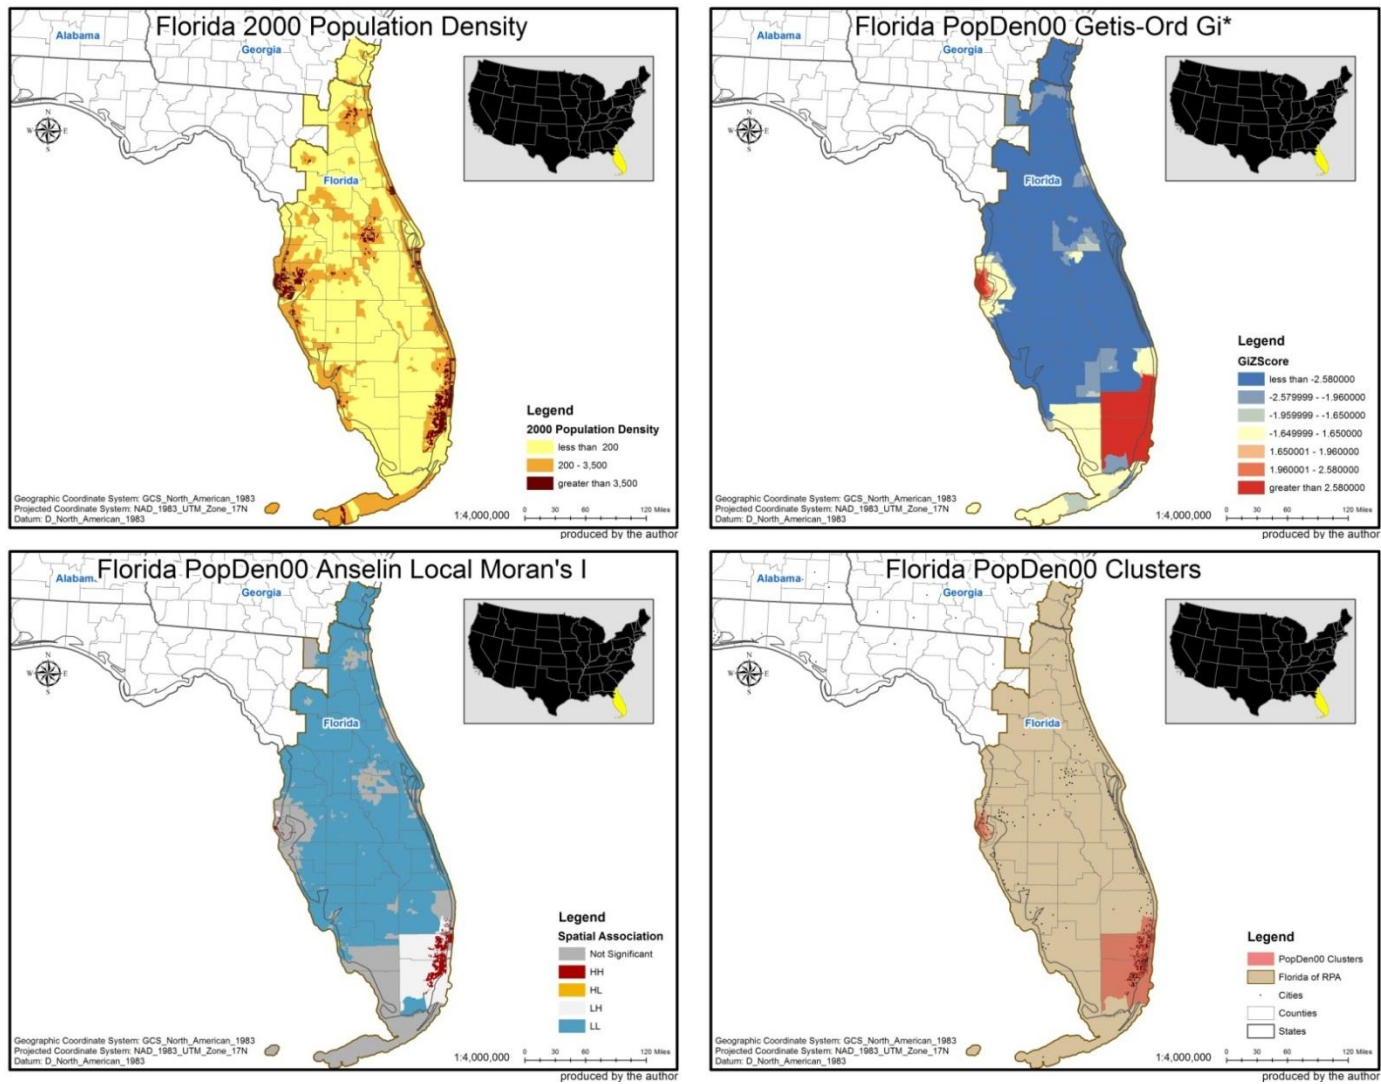 Florida 2000 Population Density
Alabama
Georgia
N
W E
S
Florida
Legend
2000 Population Density
less than 200
200 - 3,500
greater than 3,500
Geographic Coordinate System: GCS_North_American_1983
Projected Coordinate System: NAD_1983_UTM_Zone_17N
Datum: D_North_American_1983
1:4,000,000
0 30 60 120 Miles
produced by the author
Florida PopDen00 Getis-Ord Gi*
Alabama
Georgia
N
W E
S
Florida
Legend
GiZScore
less than -2.580000
-2.579999 - -1.960000
-1.959999 - -1.650000
-1.649999 - 1.650000
1.650001 - 1.960000
1.960001 - 2.580000
greater than 2.580000
Geographic Coordinate System: GCS_North_American_1983
Projected Coordinate System: NAD_1983_UTM_Zone_17N
Datum: D_North_American_1983
1:4,000,000
0 30 60 120 Miles
produced by the author
Florida PopDen00 Anselin Local Moran's I
Alabam
Georgia
N
W E
S
Florida
Legend
Spatial Association
Not Significant
HH
HL
LH
LL
Geographic Coordinate System: GCS_North_American_1983
Projected Coordinate System: NAD_1983_UTM_Zone_17N
Datum: D_North_American_1983
1:4,000,000
0 30 60 120 Miles
produced by the author
Florida PopDen00 Clusters
Alabama
Georgia
N
W E
S
Florida
Legend
PopDen00 Clusters
Florida of RPA
Cities
Counties
States
Geographic Coordinate System: GCS_North_American_1983
Projected Coordinate System: NAD_1983_UTM_Zone_17N
Datum: D_North_American_1983
1:4,000,000
0 30 60 120 Miles
produced by the author